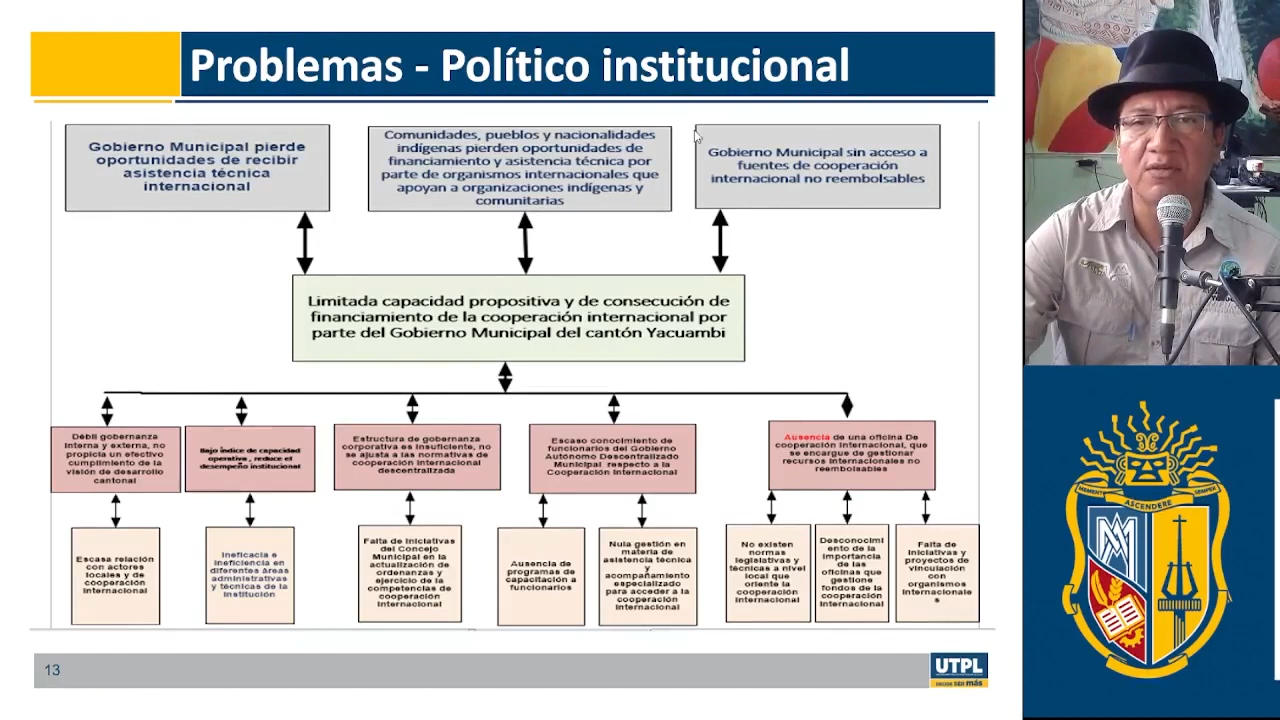 Problemas - Político institucional
Gobierno Municipal pierde
oportunidades de recibir
asistencia técnica
internacional
Comunidades, pueblos y nacionalidades
indígenas pierden oportunidades de
financiamiento y asistencia técnica por
parte de organismos internacionales que
apoyan a organizaciones indígenas y
comunitarias
Gobierno Municipal sin acceso a
fuentes de cooperación
internacional no reembolsables
Limitada capacidad propositiva y de consecución de
financiamiento de la cooperación internacional por
parte del Gobierno Municipal del cantón Yacuambi
Débil gobernanza
interna y externa, no
propicia un efectivo
cumplimiento de la
visión de desarrollo
cantonal
Bajo índice de capacidad
operativa , reduce el
desempeño institucional
Estructura de gobernanza
corporativa es insuficiente, no
se ajusta a las normativas de
cooperación internacional
descentralizada
Escaso conocimiento de
funcionarios del Gobierno
Autónomo Descentralizado
Municipal respecto a la
Cooperación Internacional
Ausencia de una oficina De
cooperación Internacional, que
se encargue de gestionar
recursos internacionales no
reembolsables
Escasa relación
con actores
locales y de
cooperación
internacional
Ineficacia e
ineficiencia en
diferentes áreas
administrativas
y técnicas de la
institución
Falta de iniciativas
del Concejo
Municipal en la
actualización de
ordenanzas y
ejercicio de la
competencias de
cooperación
internacional
Ausencia de
programas de
capacitación a
funcionarios
Nula gestión en
materia de
asistencia técnica
y
acompañamiento
especializado
para acceder a la
cooperación
internacional
No existen
normas
legislativas y
técnicas a nivel
local que
oriente la
cooperación
internacional
Desconocimi
ento de la
importancia
de las
oficinas que
gestione
fondos de la
cooperación
internacional
Falta de
iniciativas y
proyectos de
vinculación
con
organismos
internacionale
s
13
UTPL
DECIDE SER más
MEMENTO
ASCENDERE
SEMPER